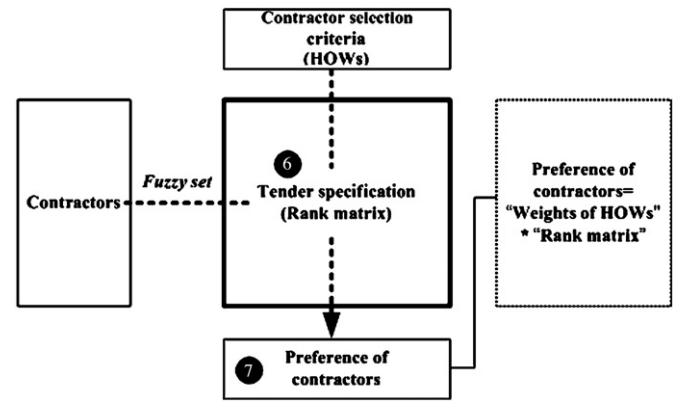 Contractor selection
criteria
(HOWs)
Fuzzy set
Contractors
6
Tender specification
(Rank matrix)
Preference of
contractors=
“Weights of HOWs”
* “Rank matrix”
7
Preference of
contractors